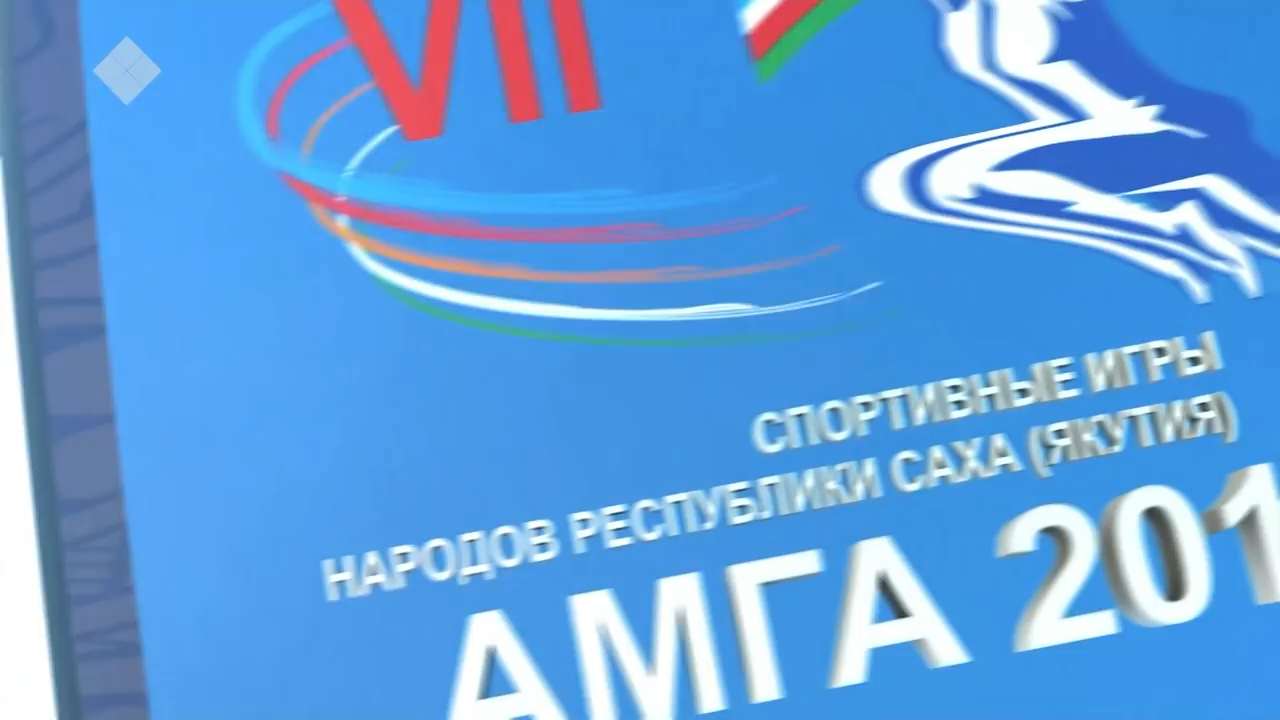 VII
СПОРТИВНЫЕ ИГРЫ
НАРОДОВ РЕСПУБЛИКИ САХА (ЯКУТИЯ)
АМГА 201